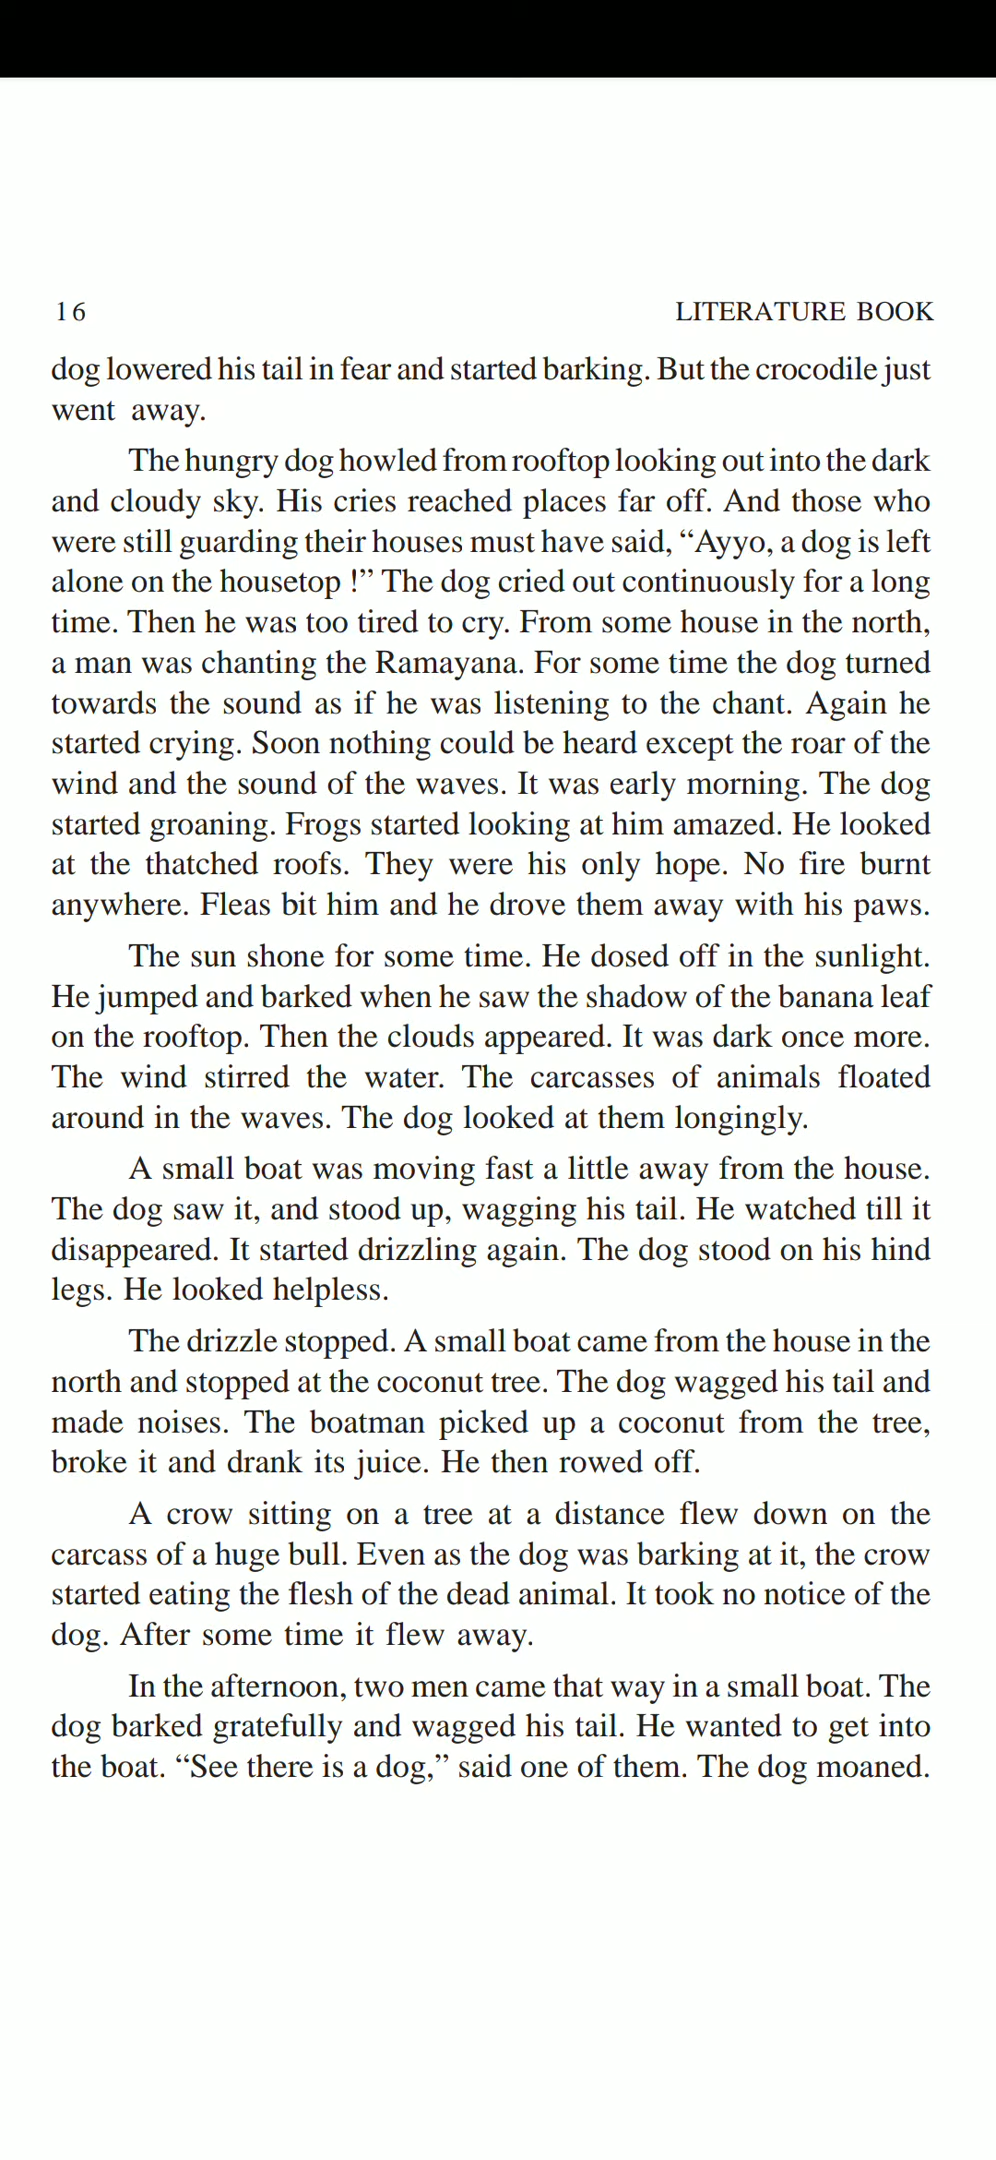 16 LITERATURE BOOK
dog lowered his tail in fear and started barking. But the crocodile just
went away.
The hungry dog howled from rooftop looking out into the dark
and cloudy sky. His cries reached places far off. And those who
were still guarding their houses must have said, “Ayyo, a dog is left
alone on the housetop !” The dog cried out continuously for a long
time. Then he was too tired to cry. From some house in the north,
a man was chanting the Ramayana. For some time the dog turned
towards the sound as if he was listening to the chant. Again he
started crying. Soon nothing could be heard except the roar of the
wind and the sound of the waves. It was early morning. The dog
started groaning. Frogs started looking at him amazed. He looked
at the thatched roofs. They were his only hope. No fire burnt
anywhere. Fleas bit him and he drove them away with his paws.
The sun shone for some time. He dosed off in the sunlight.
He jumped and barked when he saw the shadow of the banana leaf
on the rooftop. Then the clouds appeared. It was dark once more.
The wind stirred the water. The carcasses of animals floated
around in the waves. The dog looked at them longingly.
A small boat was moving fast a little away from the house.
The dog saw it, and stood up, wagging his tail. He watched till it
disappeared. It started drizzling again. The dog stood on his hind
legs. He looked helpless.
The drizzle stopped. A small boat came from the house in the
north and stopped at the coconut tree. The dog wagged his tail and
made noises. The boatman picked up a coconut from the tree,
broke it and drank its juice. He then rowed off.
A crow sitting on a tree at a distance flew down on the
carcass of a huge bull. Even as the dog was barking at it, the crow
started eating the flesh of the dead animal. It took no notice of the
dog. After some time it flew away.
In the afternoon, two men came that way in a small boat. The
dog barked gratefully and wagged his tail. He wanted to get into
the boat. “See there is a dog,” said one of them. The dog moaned.